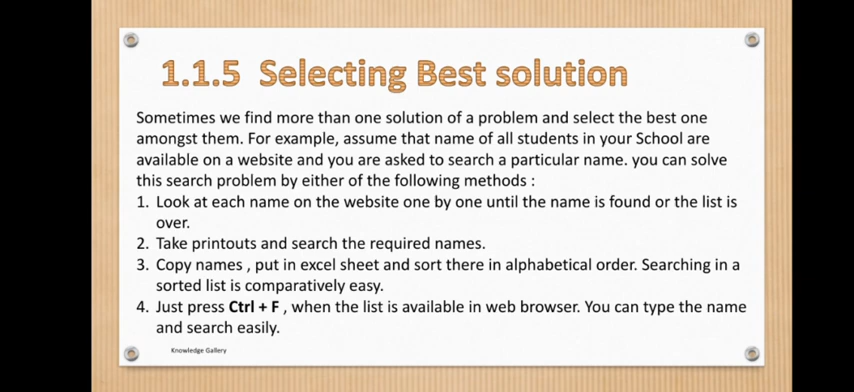 1.1.5 Selecting Best solution
Sometimes we find more than one solution of a problem and select the best one
amongst them. For example, assume that name of all students in your School are
available on a website and you are asked to search a particular name. you can solve
this search problem by either of the following methods :
1. Look at each name on the website one by one until the name is found or the list is
over.
2. Take printouts and search the required names.
3. Copy names , put in excel sheet and sort there in alphabetical order. Searching in a
sorted list is comparatively easy.
4. Just press Ctrl + F , when the list is available in web browser. You can type the name
and search easily.
Knowledge Gallery